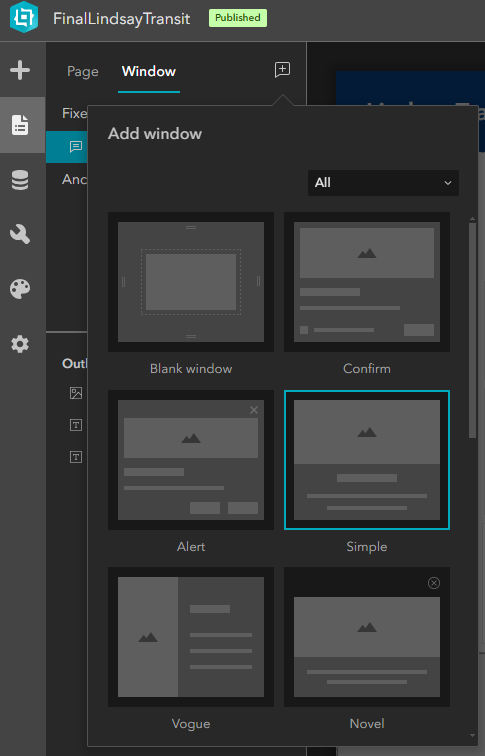 FinalLindsayTransit Published
Page Window
Fixe
Add window
Anc
All
Blank window Confirm
Outl
Alert Simple
Vogue Novel